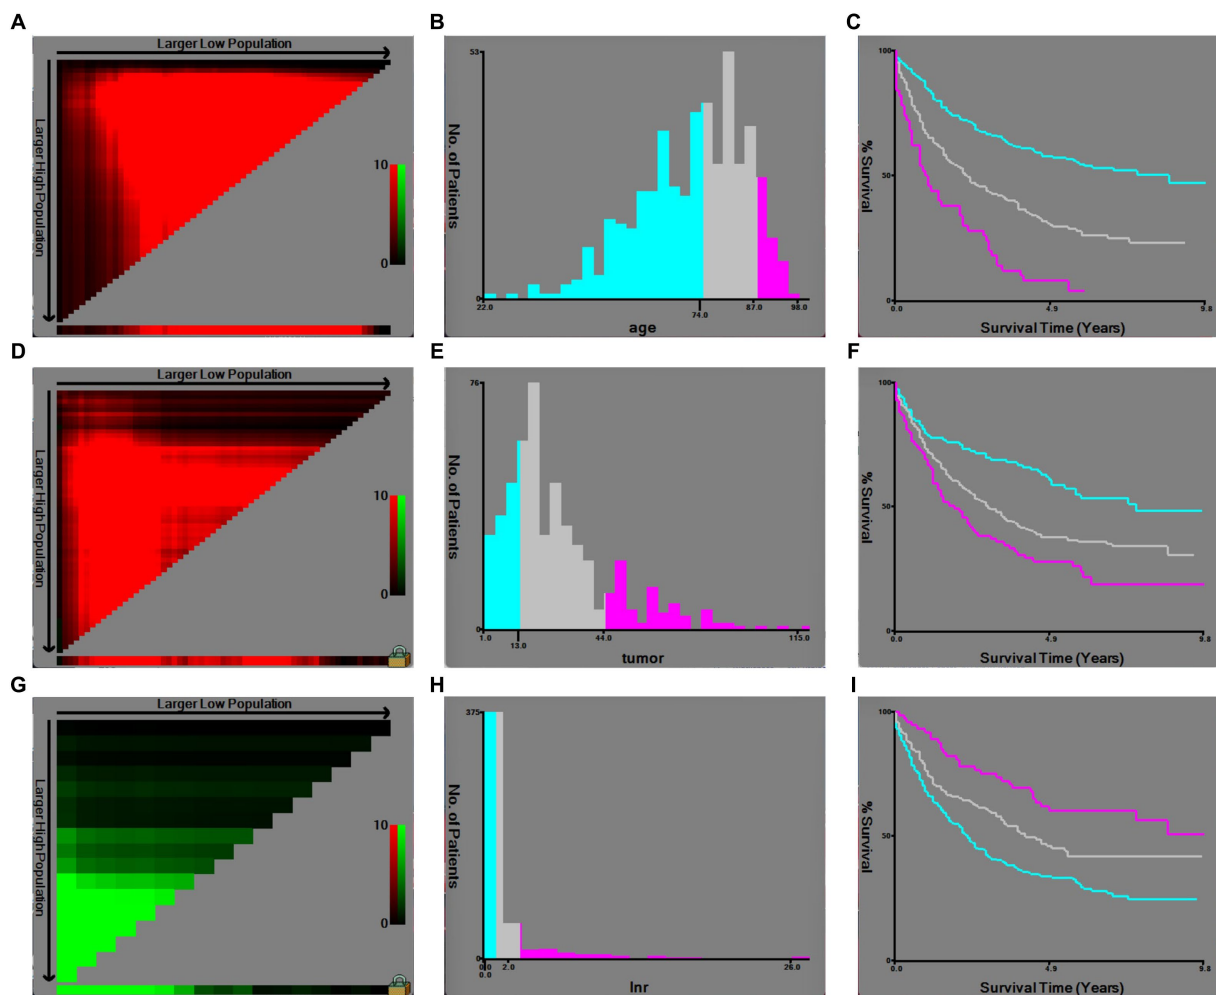 A
Larger Low Population
Larger High Population
10
0
B
53
No. of Patients
0
22.0
74.0
87.0
98.0
age
C
100
50
0
% Survival
0.0
4.9
9.8
Survival Time (Years)
D
Larger Low Population
Larger High Population
10
0
E
76
No. of Patients
0
1.0
13.0
44.0
115.0
tumor
F
100
50
0
% Survival
0.0
4.9
9.8
Survival Time (Years)
G
Larger Low Population
Larger High Population
10
0
H
375
No. of Patients
0
0.0
0.0
2.0
26.0
lnr
I
100
50
0
% Survival
0.0
4.9
9.8
Survival Time (Years)